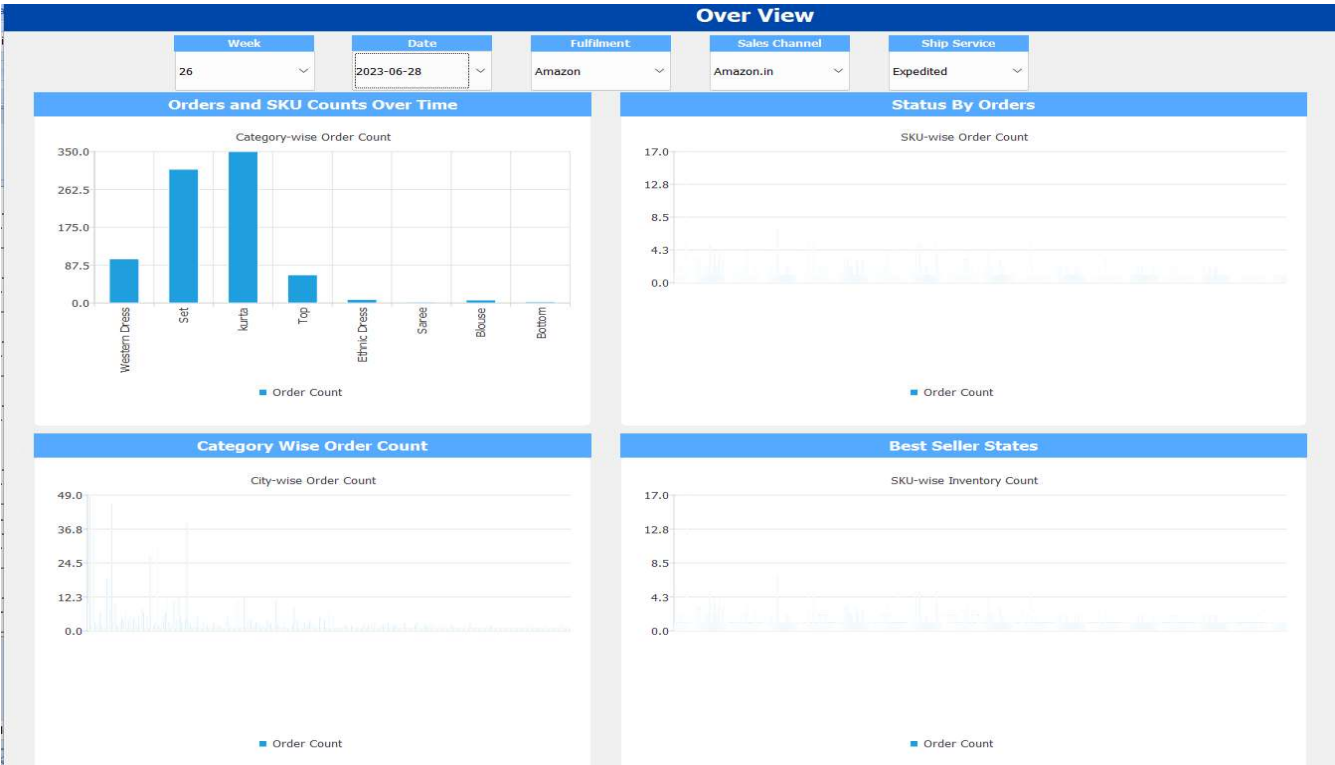 Over View
Week Date Fulfilment Sales Channel Ship Service
26 2023-06-28 Amazon Amazon.in Expedited
Orders and SKU Counts Over Time
Category-wise Order Count
350.0
262.5
175.0
87.5
0.0
Western Dress Set kurta Top Ethnic Dress Saree Blouse Bottom
Order Count
Status By Orders
SKU-wise Order Count
17.0
12.8
8.5
4.3
0.0
Order Count
Category Wise Order Count
City-wise Order Count
49.0
36.8
24.5
12.3
0.0
Order Count
Best Seller States
SKU-wise Inventory Count
17.0
12.8
8.5
4.3
0.0
Order Count